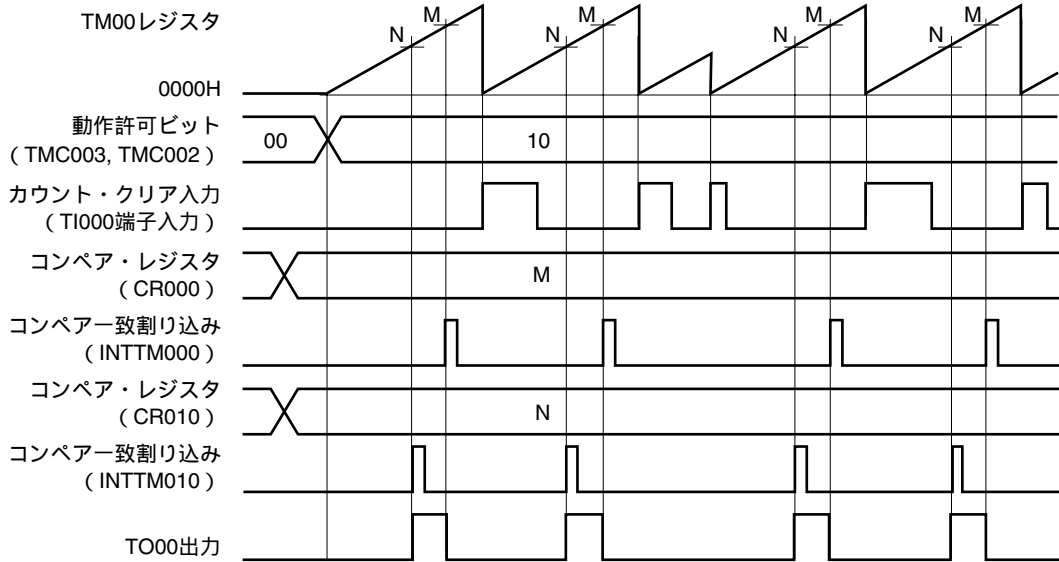 TM00レジスタ
N M N M N M N M
0000H
動作許可ビット
（TMC003, TMC002）
00 10
カウント・クリア入力
（TI000端子入力）
コンペア・レジスタ
（CR000）
M
コンペア一致割り込み
（INTTM000）
コンペア・レジスタ
（CR010）
N
コンペア一致割り込み
（INTTM010）
TO00出力